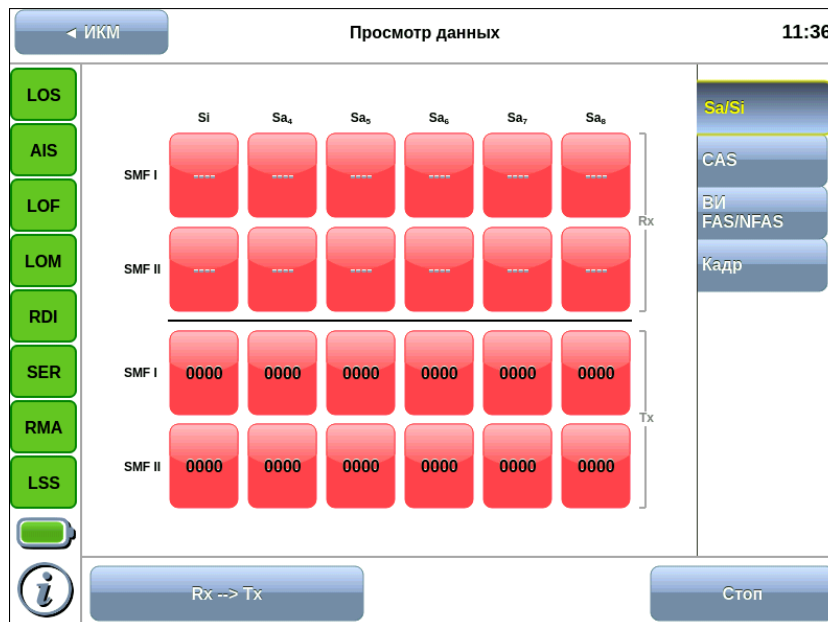 ◄ ИКМ
Просмотр данных
11:36
LOS
AIS
LOF
LOM
RDI
SER
RMA
LSS
Si Sa₄ Sa₅ Sa₆ Sa₇ Sa₈
SMF I ---- ---- ---- ---- ---- ----
Rx
SMF II ---- ---- ---- ---- ---- ----
SMF I 0000 0000 0000 0000 0000 0000
Tx
SMF II 0000 0000 0000 0000 0000 0000
Sa/Si
CAS
ВИ
FAS/NFAS
Кадр
i
Rx --> Tx
Стоп